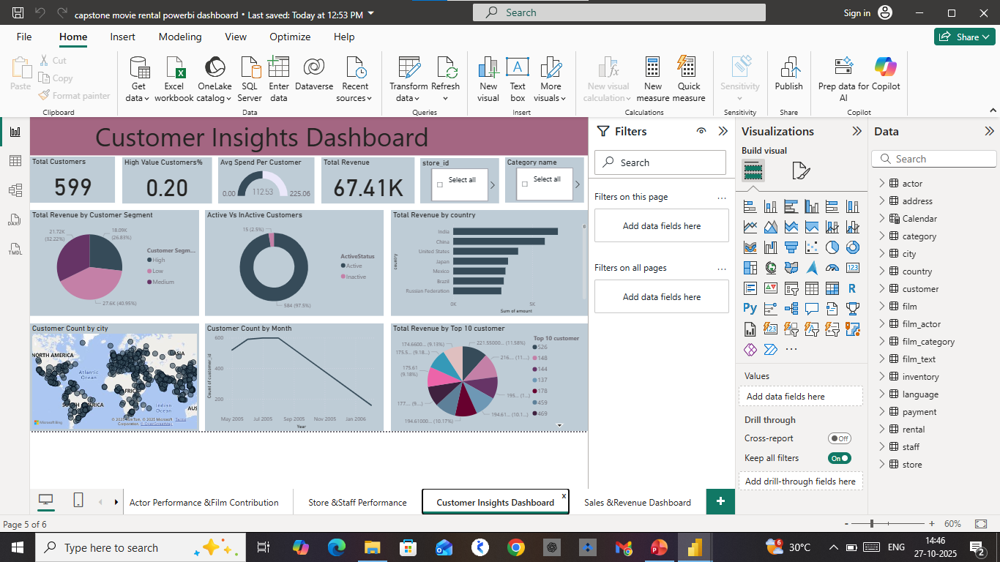 capstone movie rental powerbi dashboard • Last saved: Today at 12:53 PM
Search
Sign in
File
Home
Insert
Modeling
View
Optimize
Help
Share
Paste
Cut
Copy
Format painter
Clipboard
Get data
Excel workbook
OneLake catalog
SQL Server
Enter data
Dataverse
Recent sources
Data
Transform data
Refresh
Queries
New visual
Text box
More visuals
Insert
New visual calculation
New measure
Quick measure
Calculations
Sensitivity
Sensitivity
Publish
Share
Prep data for AI
Copilot
Copilot
Customer Insights Dashboard
Total Customers
599
High Value Customers%
0.20
Avg Spend Per Customer
0.00
112.53
225.06
Total Revenue
67.41K
store_id
Select all
Category name
Select all
Total Revenue by Customer Segment
21.72K (32.22%)
18.09K (26.83%)
27.6K (40.95%)
Customer Segm...
High
Low
Medium
Active Vs InActive Customers
15 (2.5%)
584 (97.5%)
ActiveStatus
Active
Inactive
Total Revenue by country
country
India
China
United States
Japan
Mexico
Brazil
Russian Federation
0K
5K
Sum of amount
Customer Count by city
NORTH AMERICA
ASIA
Atlantic Ocean
AFRIC
SOUTH AMERICA
Indian Ocean
AUS
Microsoft Bing
© 2025 TomTom, © 2025 Microsoft Corporation, © OpenStreetMap
Terms
Customer Count by Month
Count of customer_id
600
400
200
May 2005
Jul 2005
Sep 2005
Nov 2005
Jan 2006
Year
Total Revenue by Top 10 customer
174.6600... (9.13%)
221.55000... (11.58%)
175.5... (9.18...
216.... (11....
175.61 (9.18%)
195... (1...)
177.... (9....)
194.61... (10.1...)
194.61000... (10.17%)
Top 10 customer
526
148
144
137
178
459
469
Filters
Search
Filters on this page
...
Add data fields here
Filters on all pages
...
Add data fields here
Visualizations
Build visual
123
R
Py
...
Values
Add data fields here
Drill through
Cross-report
Off
Keep all filters
On
Add drill-through fields here
Data
Search
actor
address
Calendar
category
city
country
customer
film
film_actor
film_category
film_text
inventory
language
payment
rental
staff
store
Actor Performance &Film Contribution
Store &Staff Performance
Customer Insights Dashboard
x
Sales &Revenue Dashboard
+
Page 5 of 6
-
+
60%
Type here to search
6
30°C
ENG
14:46
27-10-2025
2
DAX
TMDL